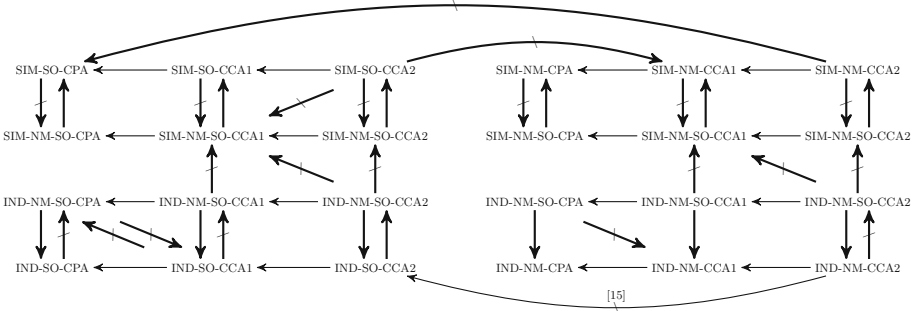 SIM-SO-CPA SIM-SO-CCA1 SIM-SO-CCA2 SIM-NM-CPA SIM-NM-CCA1 SIM-NM-CCA2
SIM-NM-SO-CPA SIM-NM-SO-CCA1 SIM-NM-SO-CCA2 SIM-NM-SO-CPA SIM-NM-SO-CCA1 SIM-NM-SO-CCA2
IND-NM-SO-CPA IND-NM-SO-CCA1 IND-NM-SO-CCA2 IND-NM-SO-CPA IND-NM-SO-CCA1 IND-NM-SO-CCA2
IND-SO-CPA IND-SO-CCA1 IND-SO-CCA2 IND-NM-CPA IND-NM-CCA1 IND-NM-CCA2
[15]